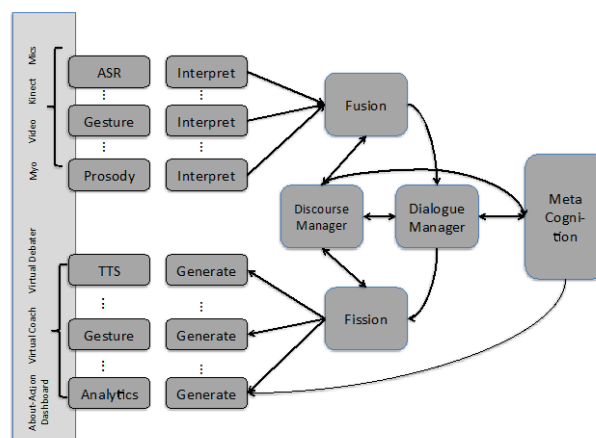 Mics
Kinect
Video
Myo
ASR
Interpret
Gesture
Interpret
Prosody
Interpret
Fusion
Discourse
Manager
Dialogue
Manager
Meta
Cogni-
tion
Virtual Debater
Virtual Coach
About-Action
Dashboard
TTS
Generate
Gesture
Generate
Analytics
Generate
Fission